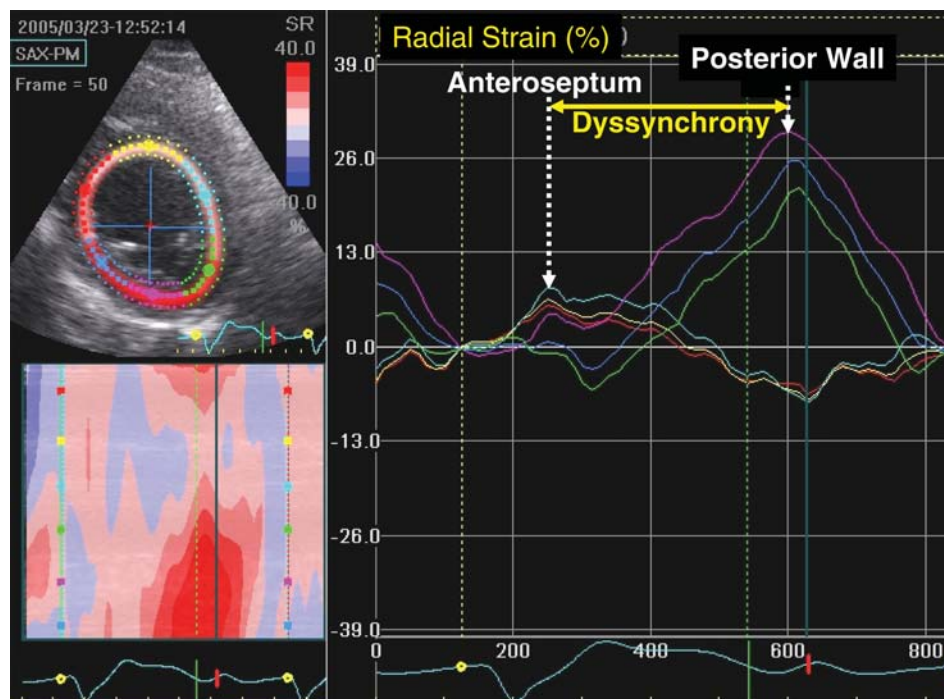 2005/03/23-12:52:14
SR
SAX-PM
40.0
Frame = 50
40.0
%
Radial Strain (%)
Posterior Wall
Anteroseptum
Dyssynchrony
39.0
26.0
13.0
0.0
-13.0
-26.0
-39.0
0
200
400
600
800